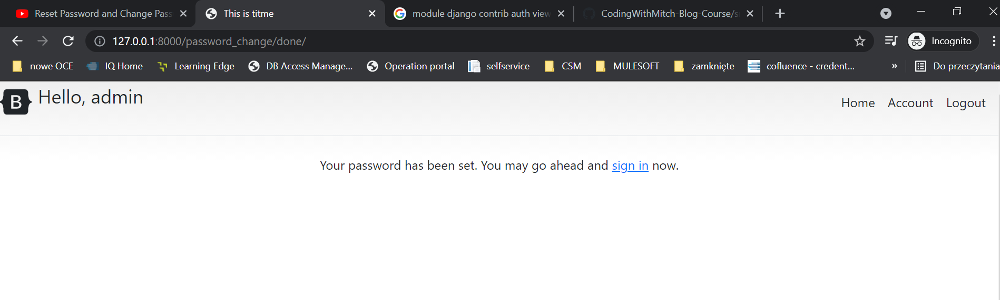 Reset Password and Change Pass
This is titme
module django contrib auth view
CodingWithMitch-Blog-Course/s
127.0.0.1:8000/password_change/done/
Incognito
nowe OCE
IQ Home
Learning Edge
DB Access Manage...
Operation portal
selfservice
CSM
MULESOFT
zamknięte
cofluence - credent...
»
Do przeczytania
B
Hello, admin
Home
Account
Logout
Your password has been set. You may go ahead and sign in now.